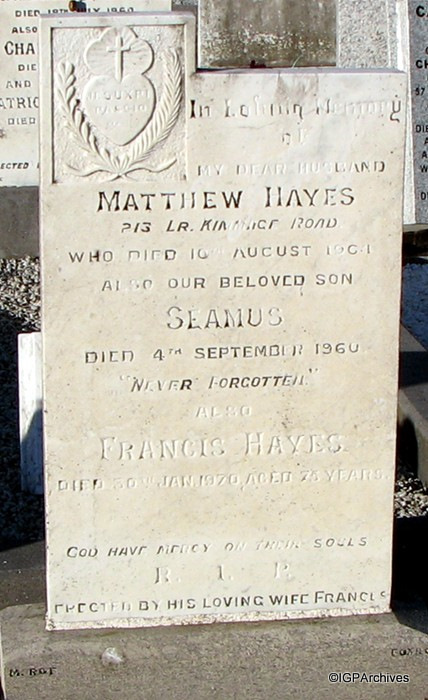 In Loving Memory
of
MY DEAR HUSBAND
MATTHEW HAYES
213 LR. KIMMAGE ROAD
WHO DIED 10TH AUGUST 1961
ALSO OUR BELOVED SON
SEAMUS
DIED 4TH SEPTEMBER 1960
"NEVER FORGOTTEN"
ALSO
FRANCIS HAYES
DIED 30TH JAN. 1970, AGED 73 YEARS.
GOD HAVE MERCY ON THEIR SOULS
R. I. P.
ERECTED BY HIS LOVING WIFE FRANCIS
©IGPArchives